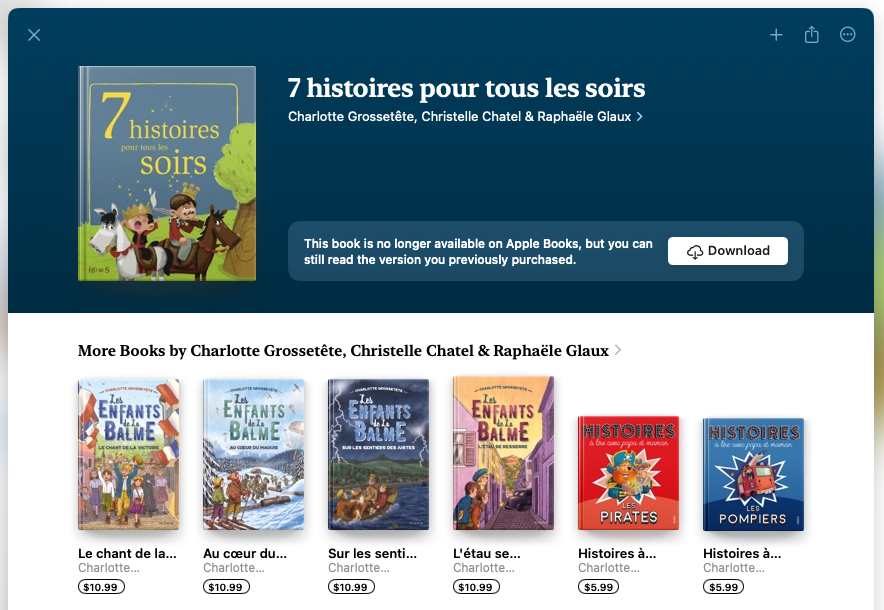 7 histoires pour tous les soirs
Charlotte Grossetête, Christelle Chatel & Raphaële Glaux
7 histoires
pour tous les
soirs
FLEURUS
This book is no longer available on Apple Books, but you can
still read the version you previously purchased.
Download
More Books by Charlotte Grossetête, Christelle Chatel & Raphaële Glaux
CHARLOTTE GROSSETÊTE
Les
ENFANTS
de La
BALME
LE CHANT DE LA VICTOIRE
CHARLOTTE GROSSETÊTE
Les
ENFANTS
de La
BALME
AU CŒUR DU MAQUIS
CHARLOTTE GROSSETÊTE
Les
ENFANTS
de La
BALME
SUR LES SENTIERS DES JUSTES
CHARLOTTE GROSSETÊTE
Les
ENFANTS
de La
BALME
L'ÉTAU SE RESSERRE
HISTOIRES
à lire avec papa et maman
LES
PIRATES
HISTOIRES
à lire avec papa et maman
LES
POMPIERS
Le chant de la...
Charlotte...
$10.99
Au cœur du...
Charlotte...
$10.99
Sur les senti...
Charlotte...
$10.99
L'étau se...
Charlotte...
$10.99
Histoires à...
Charlotte...
$5.99
Histoires à...
Charlotte...
$5.99